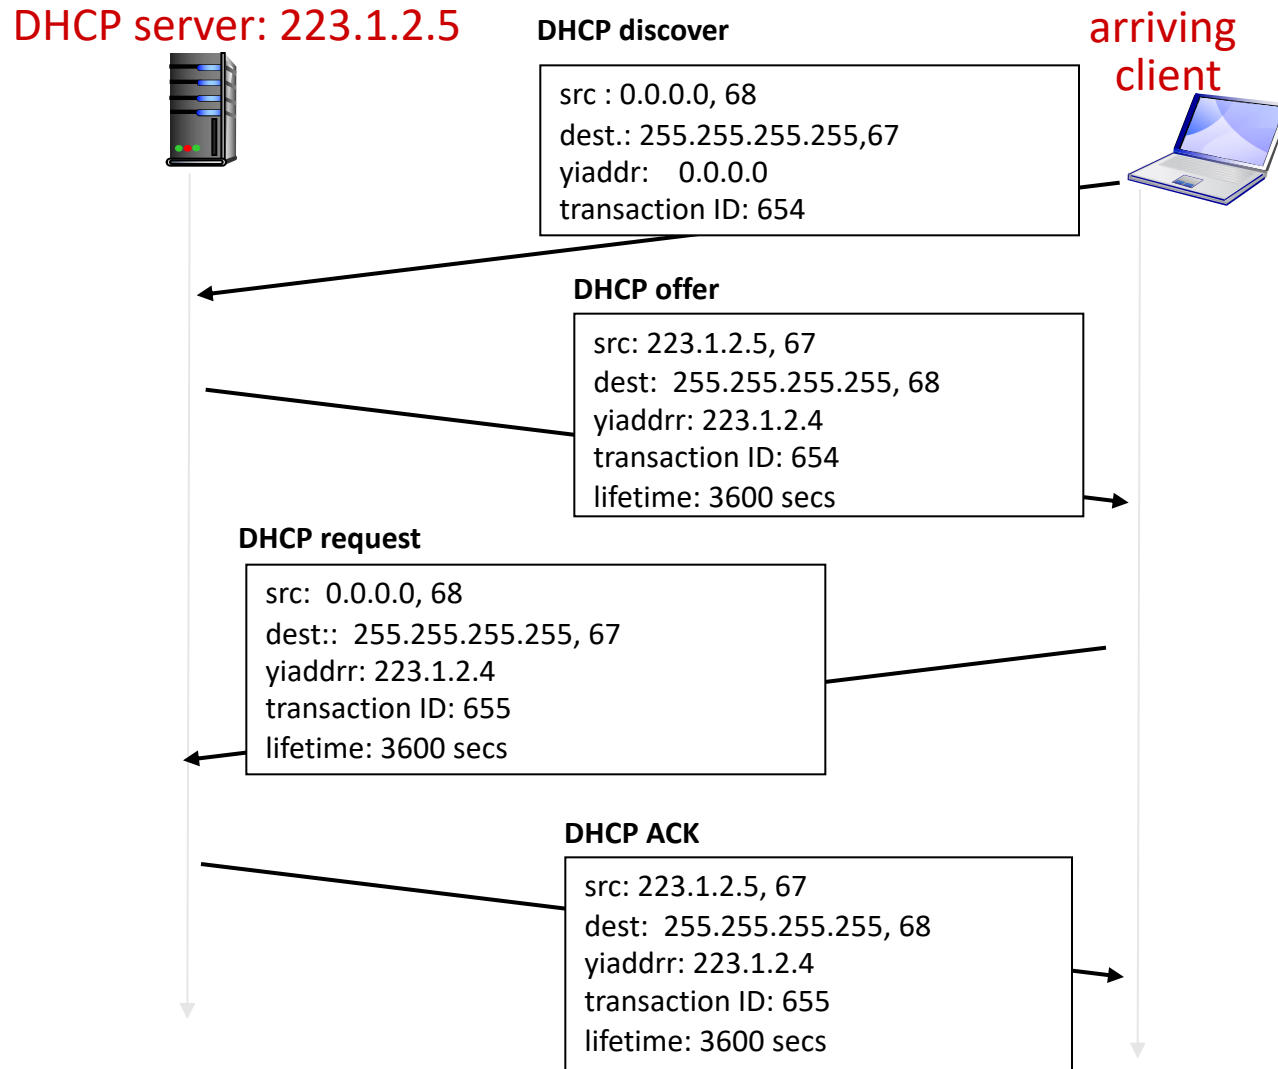 DHCP server: 223.1.2.5
DHCP discover
arriving
client
src : 0.0.0.0, 68
dest.: 255.255.255.255,67
yiaddr: 0.0.0.0
transaction ID: 654
DHCP offer
src: 223.1.2.5, 67
dest: 255.255.255.255, 68
yiaddrr: 223.1.2.4
transaction ID: 654
lifetime: 3600 secs
DHCP request
src: 0.0.0.0, 68
dest:: 255.255.255.255, 67
yiaddrr: 223.1.2.4
transaction ID: 655
lifetime: 3600 secs
DHCP ACK
src: 223.1.2.5, 67
dest: 255.255.255.255, 68
yiaddrr: 223.1.2.4
transaction ID: 655
lifetime: 3600 secs